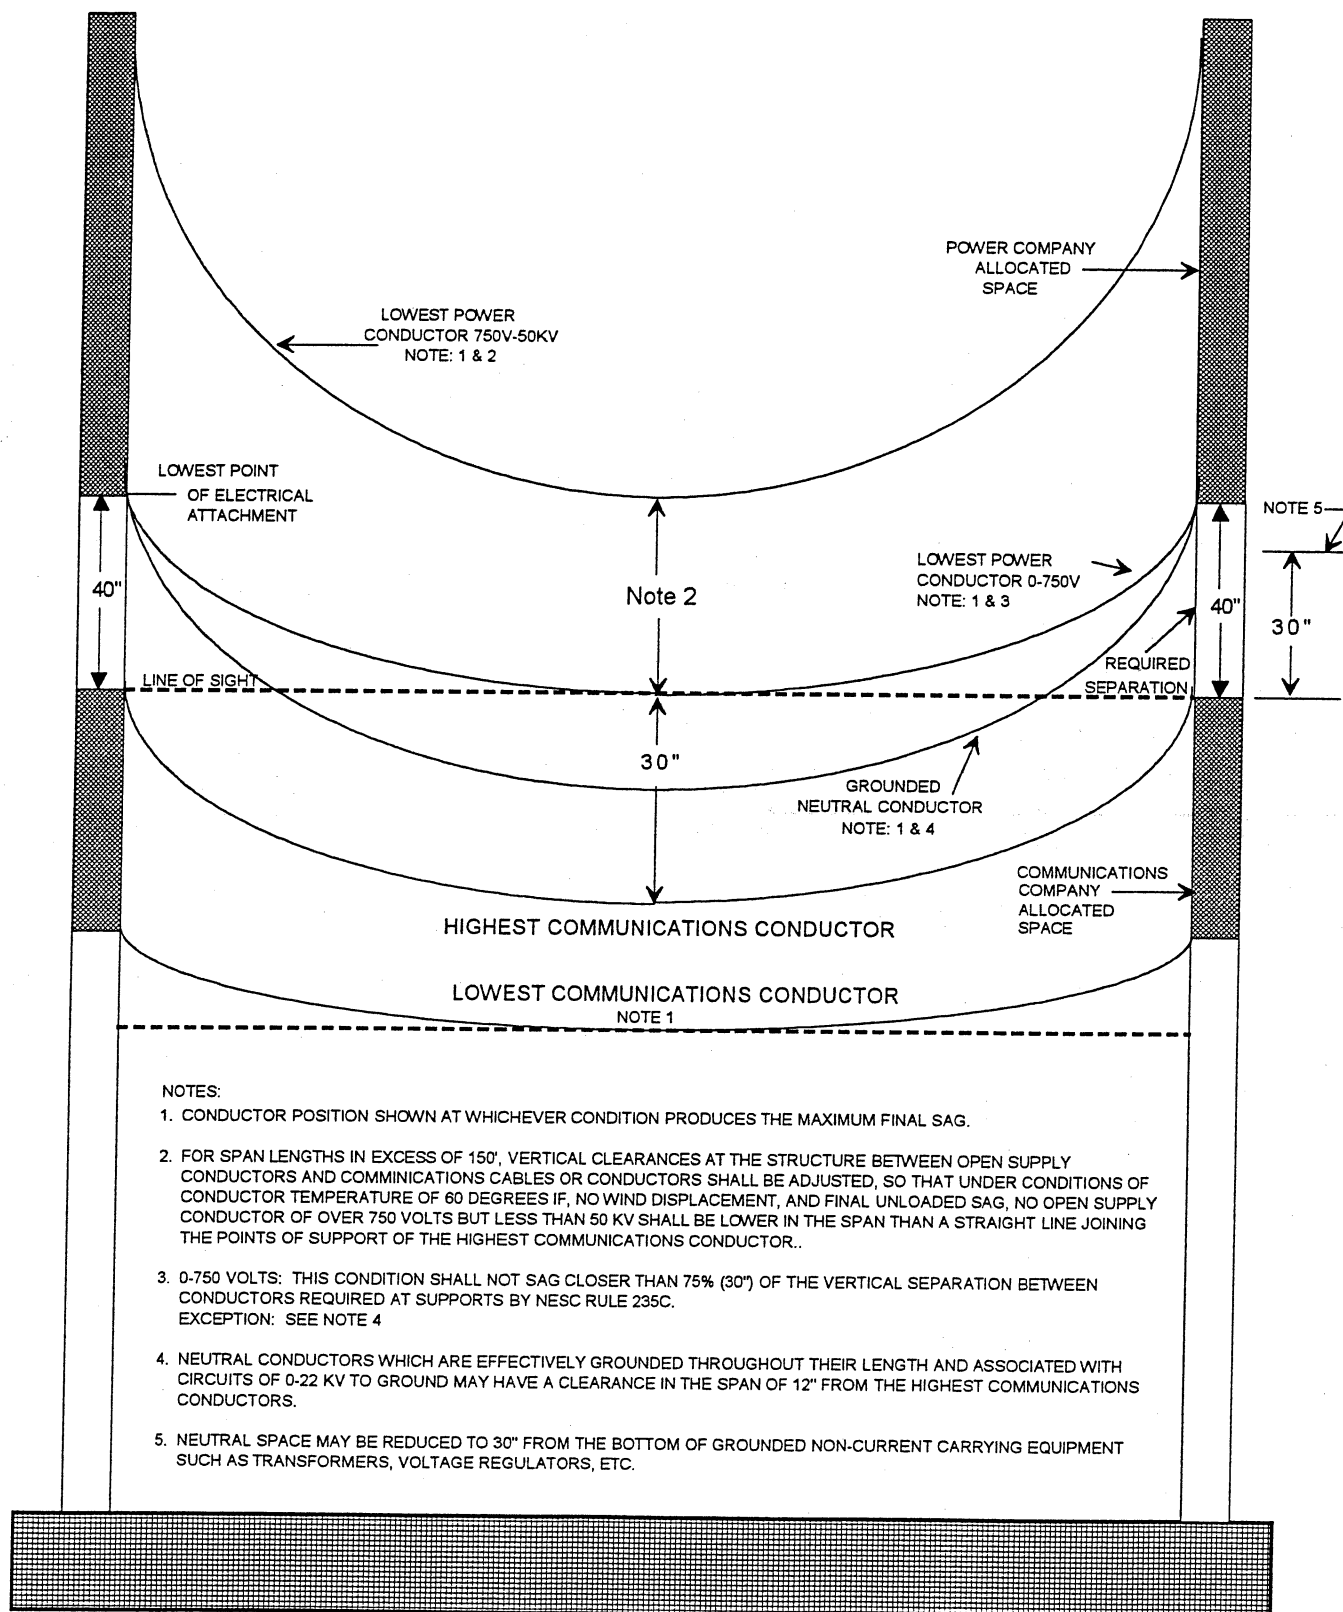 POWER COMPANY
ALLOCATED
SPACE
LOWEST POWER
CONDUCTOR 750V-50KV
NOTE: 1 & 2
LOWEST POINT
OF ELECTRICAL
ATTACHMENT
NOTE 5
LOWEST POWER
CONDUCTOR 0-750V
NOTE: 1 & 3
40"
Note 2
40"
30"
REQUIRED
SEPARATION
LINE OF SIGHT
30"
GROUNDED
NEUTRAL CONDUCTOR
NOTE: 1 & 4
COMMUNICATIONS
COMPANY
ALLOCATED
SPACE
HIGHEST COMMUNICATIONS CONDUCTOR
LOWEST COMMUNICATIONS CONDUCTOR
NOTE 1
NOTES:
1. CONDUCTOR POSITION SHOWN AT WHICHEVER CONDITION PRODUCES THE MAXIMUM FINAL SAG.
2. FOR SPAN LENGTHS IN EXCESS OF 150', VERTICAL CLEARANCES AT THE STRUCTURE BETWEEN OPEN SUPPLY
CONDUCTORS AND COMMINICATIONS CABLES OR CONDUCTORS SHALL BE ADJUSTED, SO THAT UNDER CONDITIONS OF
CONDUCTOR TEMPERATURE OF 60 DEGREES IF, NO WIND DISPLACEMENT, AND FINAL UNLOADED SAG, NO OPEN SUPPLY
CONDUCTOR OF OVER 750 VOLTS BUT LESS THAN 50 KV SHALL BE LOWER IN THE SPAN THAN A STRAIGHT LINE JOINING
THE POINTS OF SUPPORT OF THE HIGHEST COMMUNICATIONS CONDUCTOR..
3. 0-750 VOLTS: THIS CONDITION SHALL NOT SAG CLOSER THAN 75% (30") OF THE VERTICAL SEPARATION BETWEEN
CONDUCTORS REQUIRED AT SUPPORTS BY NESC RULE 235C.
EXCEPTION: SEE NOTE 4
4. NEUTRAL CONDUCTORS WHICH ARE EFFECTIVELY GROUNDED THROUGHOUT THEIR LENGTH AND ASSOCIATED WITH
CIRCUITS OF 0-22 KV TO GROUND MAY HAVE A CLEARANCE IN THE SPAN OF 12" FROM THE HIGHEST COMMUNICATIONS
CONDUCTORS.
5. NEUTRAL SPACE MAY BE REDUCED TO 30" FROM THE BOTTOM OF GROUNDED NON-CURRENT CARRYING EQUIPMENT
SUCH AS TRANSFORMERS, VOLTAGE REGULATORS, ETC.